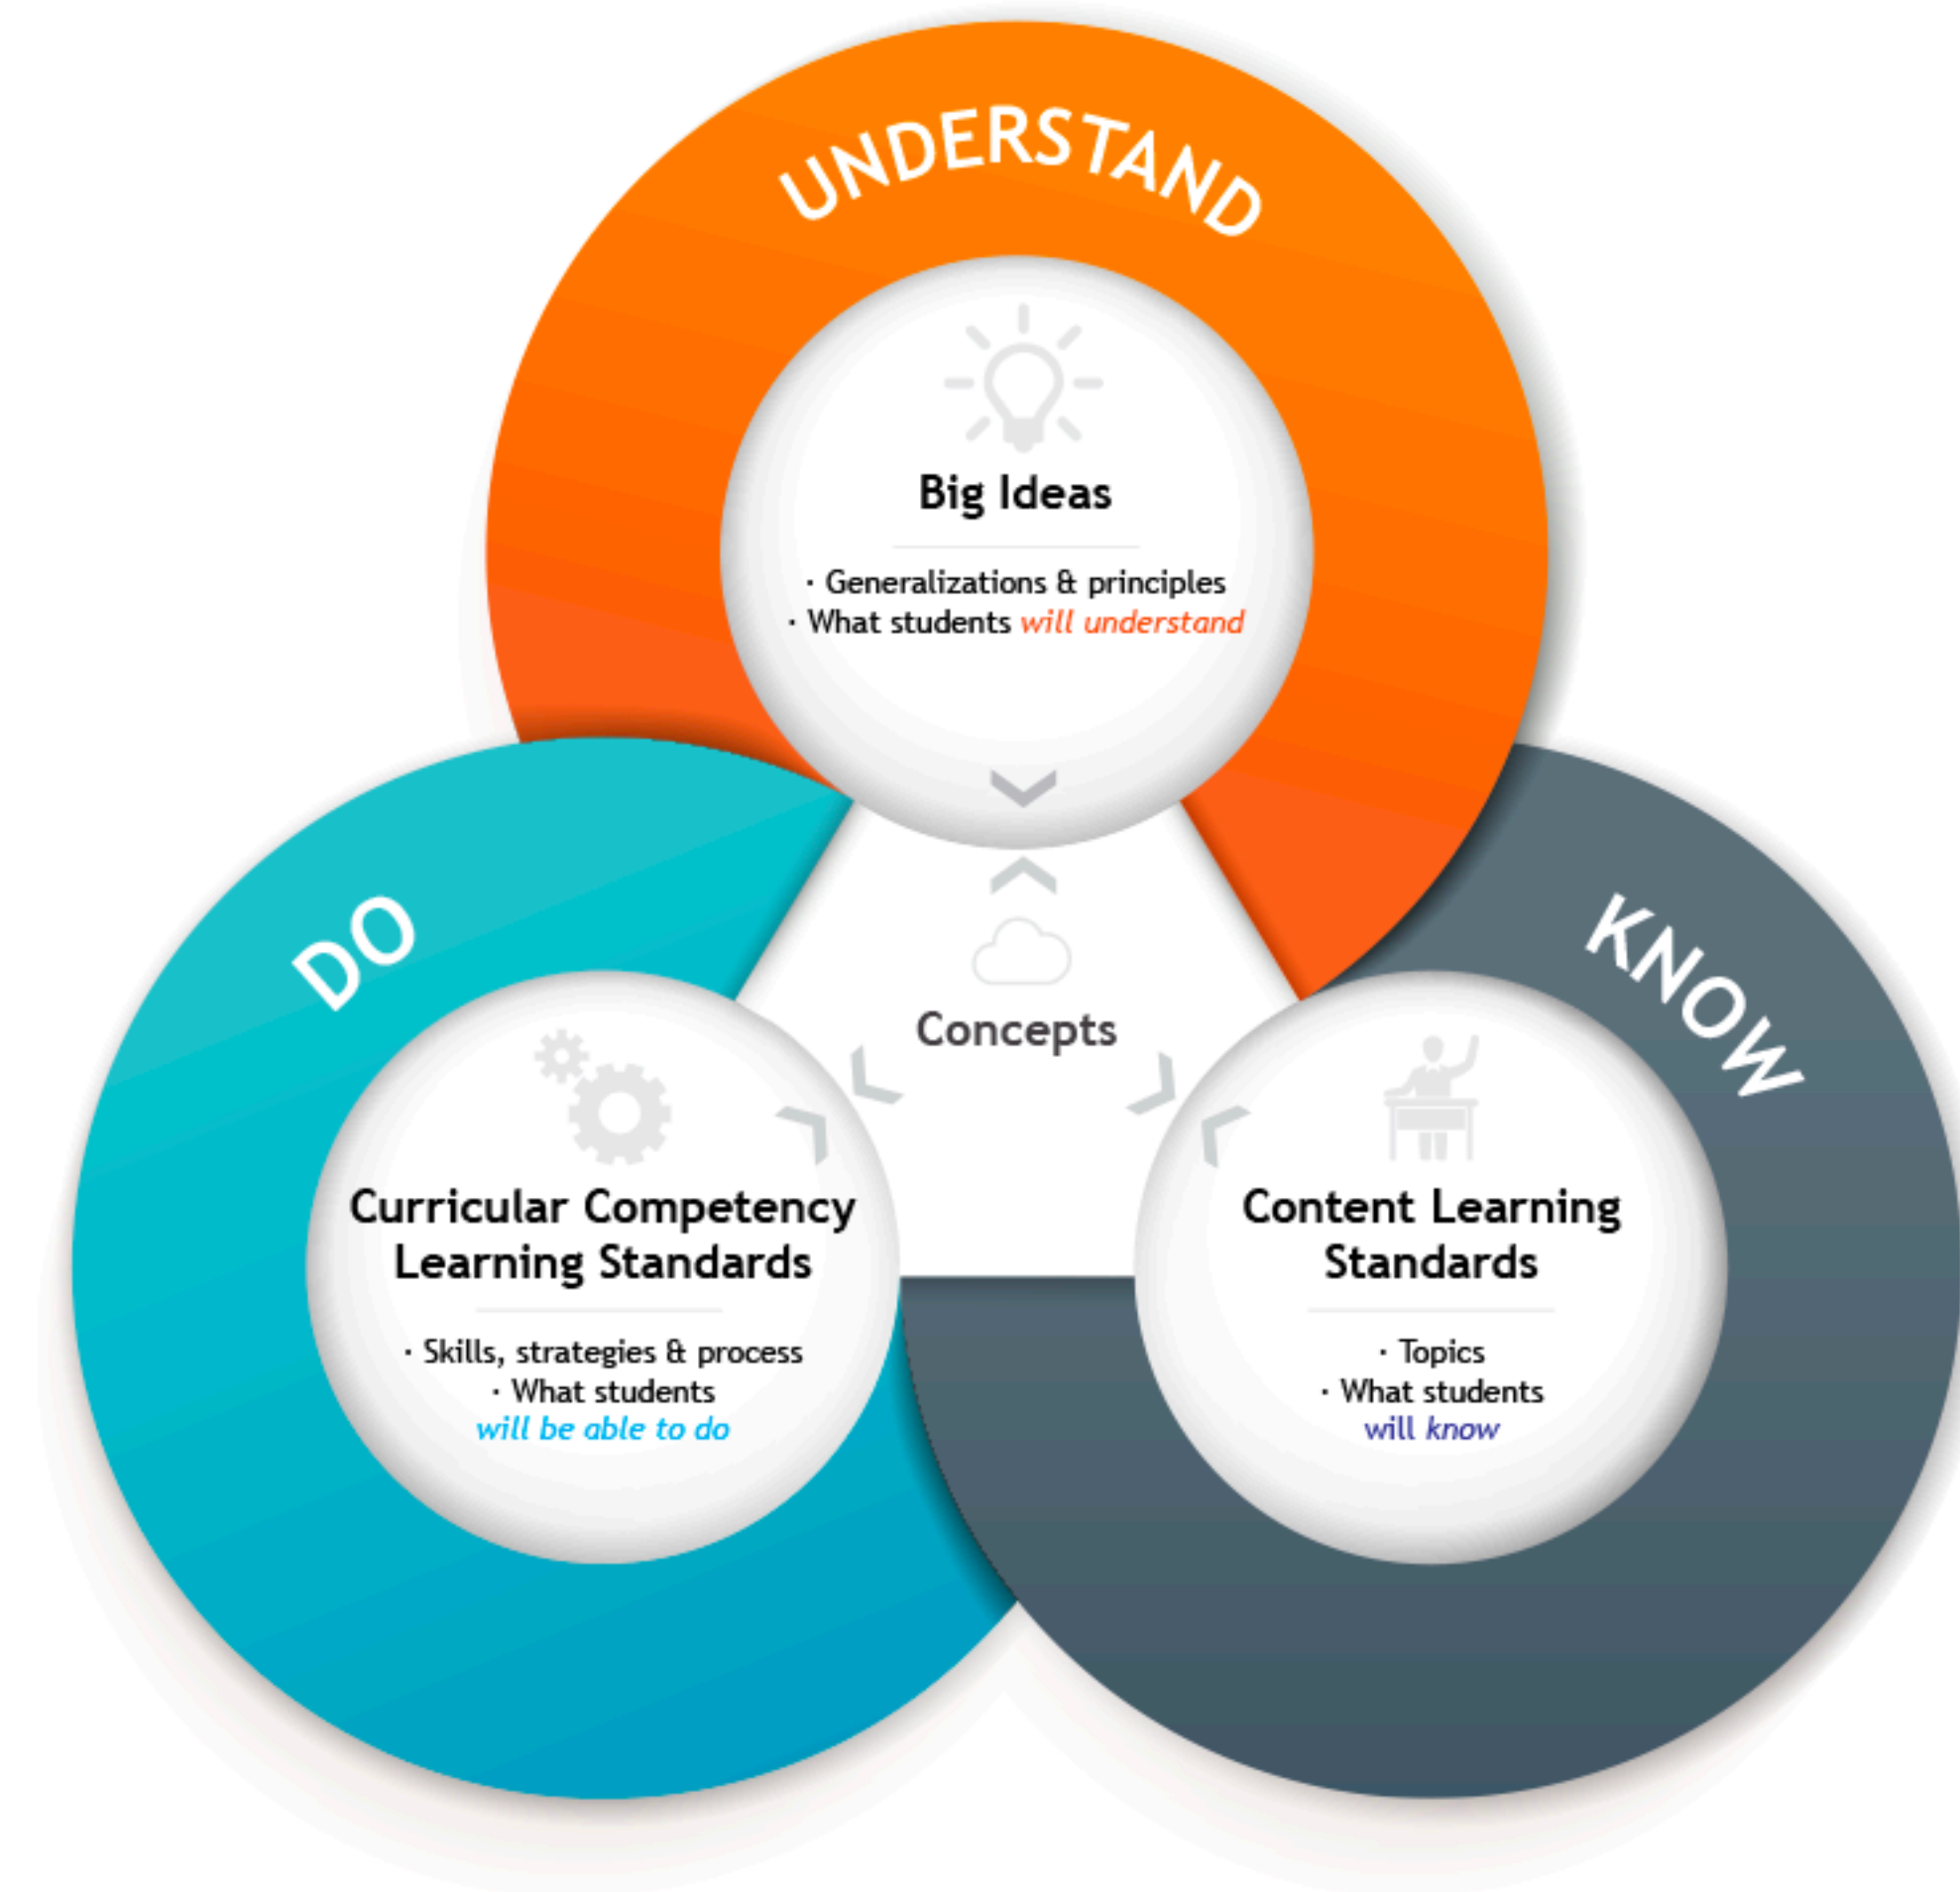 UNDERSTAND
Big Ideas
· Generalizations & principles
· What students will understand
DO
KNOW
Concepts
Curricular Competency
Learning Standards
· Skills, strategies & process
· What students
will be able to do
Content Learning
Standards
· Topics
· What students
will know